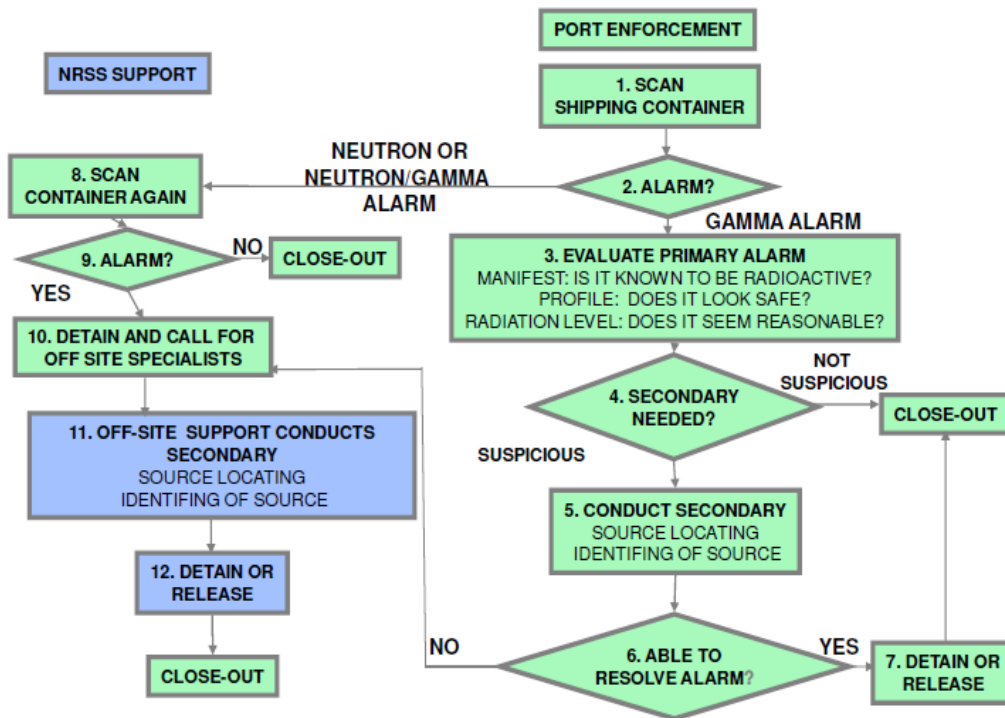 PORT ENFORCEMENT
NRSS SUPPORT
1. SCAN
SHIPPING CONTAINER
NEUTRON OR
NEUTRON/GAMMA
ALARM
2. ALARM?
8. SCAN
CONTAINER AGAIN
GAMMA ALARM
9. ALARM?
NO
CLOSE-OUT
3. EVALUATE PRIMARY ALARM
MANIFEST: IS IT KNOWN TO BE RADIOACTIVE?
PROFILE: DOES IT LOOK SAFE?
RADIATION LEVEL: DOES IT SEEM REASONABLE?
YES
10. DETAIN AND CALL FOR
OFF SITE SPECIALISTS
NOT
SUSPICIOUS
4. SECONDARY
NEEDED?
CLOSE-OUT
11. OFF-SITE SUPPORT CONDUCTS
SECONDARY
SOURCE LOCATING
IDENTIFING OF SOURCE
SUSPICIOUS
5. CONDUCT SECONDARY
SOURCE LOCATING
IDENTIFING OF SOURCE
12. DETAIN OR
RELEASE
NO
6. ABLE TO
RESOLVE ALARM?
YES
7. DETAIN OR
RELEASE
CLOSE-OUT